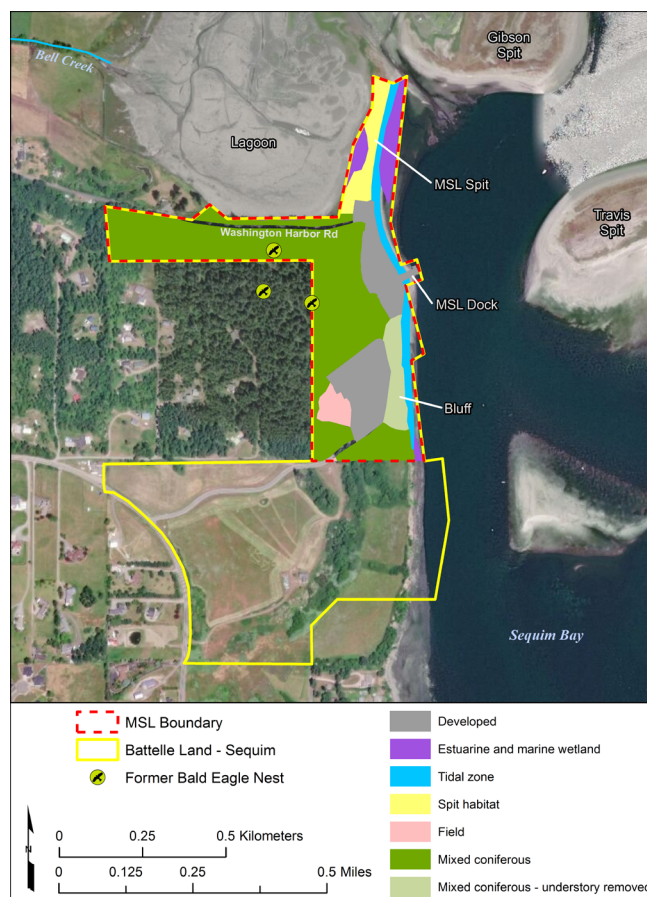 Bell Creek
Gibson
Spit
Lagoon
MSL Spit
Travis
Spit
Washington Harbor Rd
MSL Dock
Bluff
Sequim Bay
MSL Boundary
Battelle Land - Sequim
Former Bald Eagle Nest
N
0 0.25 0.5 Kilometers
0 0.125 0.25 0.5 Miles
Developed
Estuarine and marine wetland
Tidal zone
Spit habitat
Field
Mixed coniferous
Mixed coniferous - understory removed